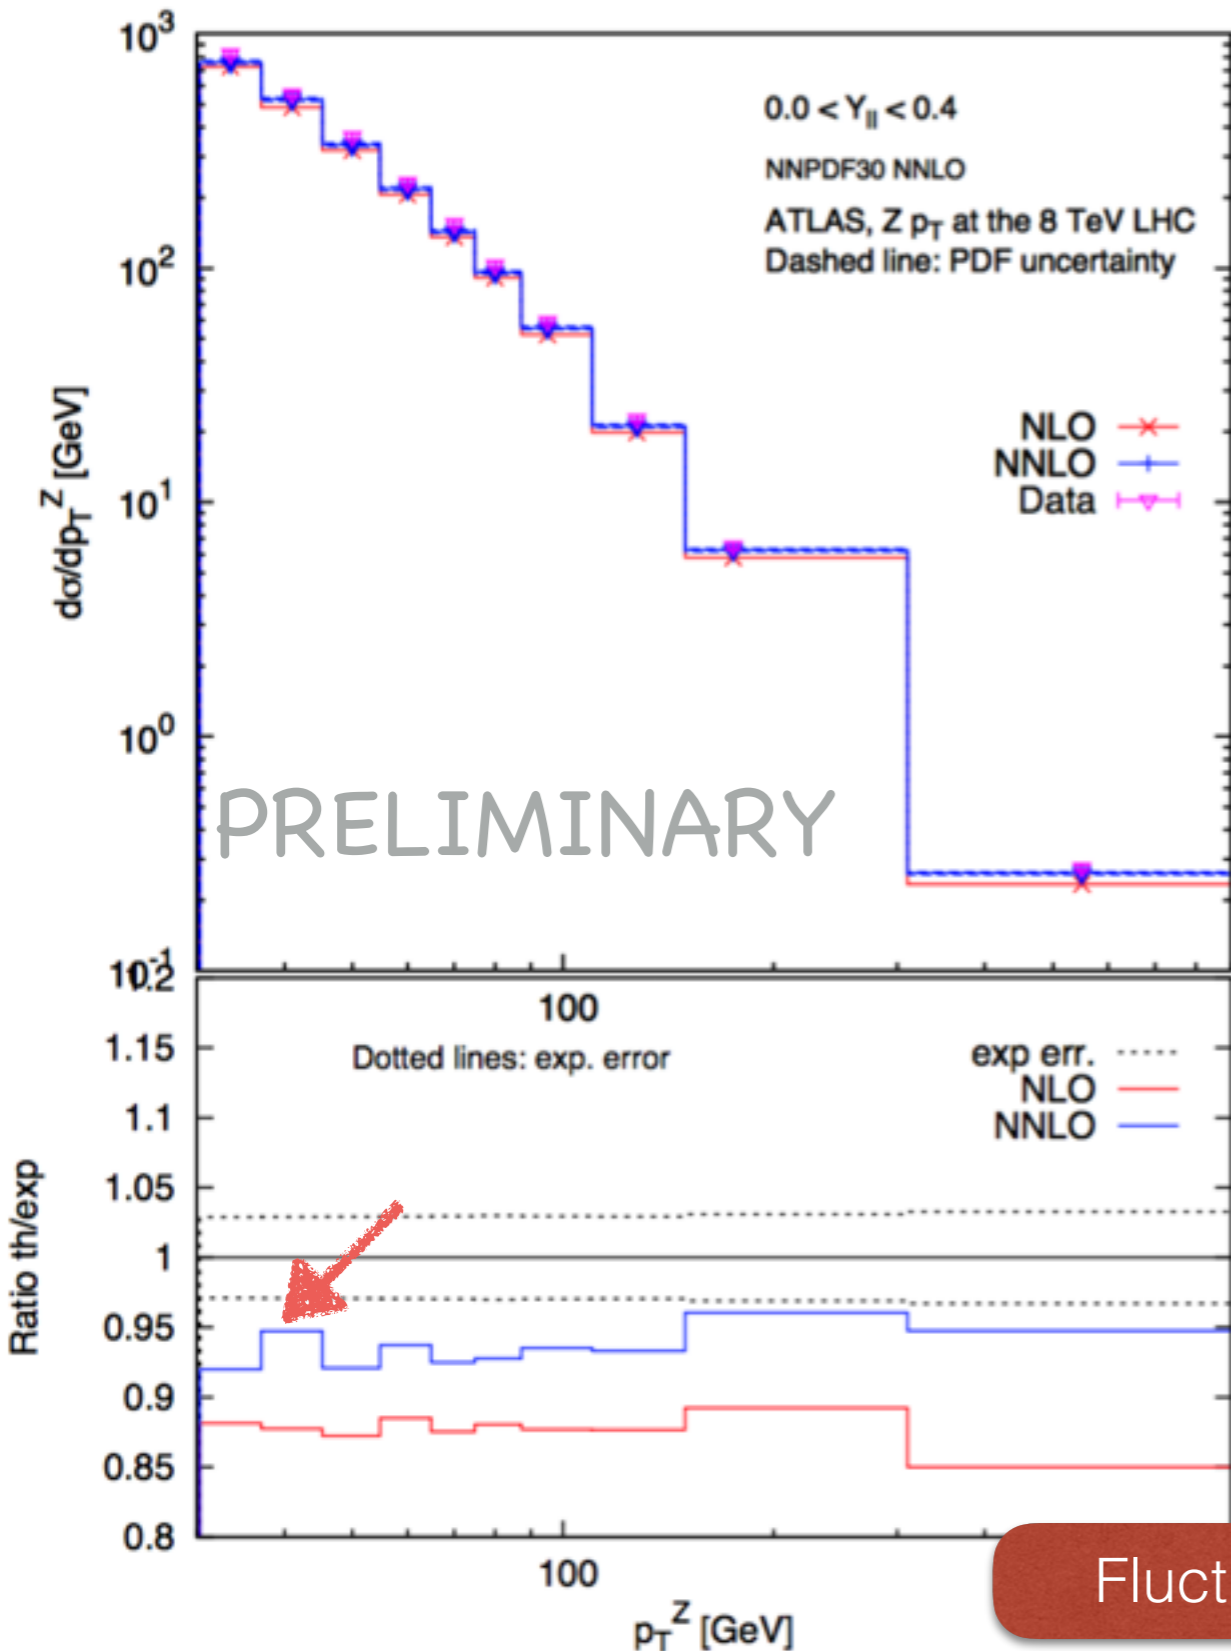 10³
0.0 < Y_ll < 0.4
NNPDF30 NNLO
ATLAS, Z p_T at the 8 TeV LHC
Dashed line: PDF uncertainty
10²
dσ/dp_T^Z [GeV]
NLO
NNLO
Data
10¹
10⁰
PRELIMINARY
10⁻¹
1.2
100
Dotted lines: exp. error
exp err.
NLO
NNLO
1.15
1.1
1.05
Ratio th/exp
1
0.95
0.9
0.85
0.8
100
Fluct
p_T^Z [GeV]